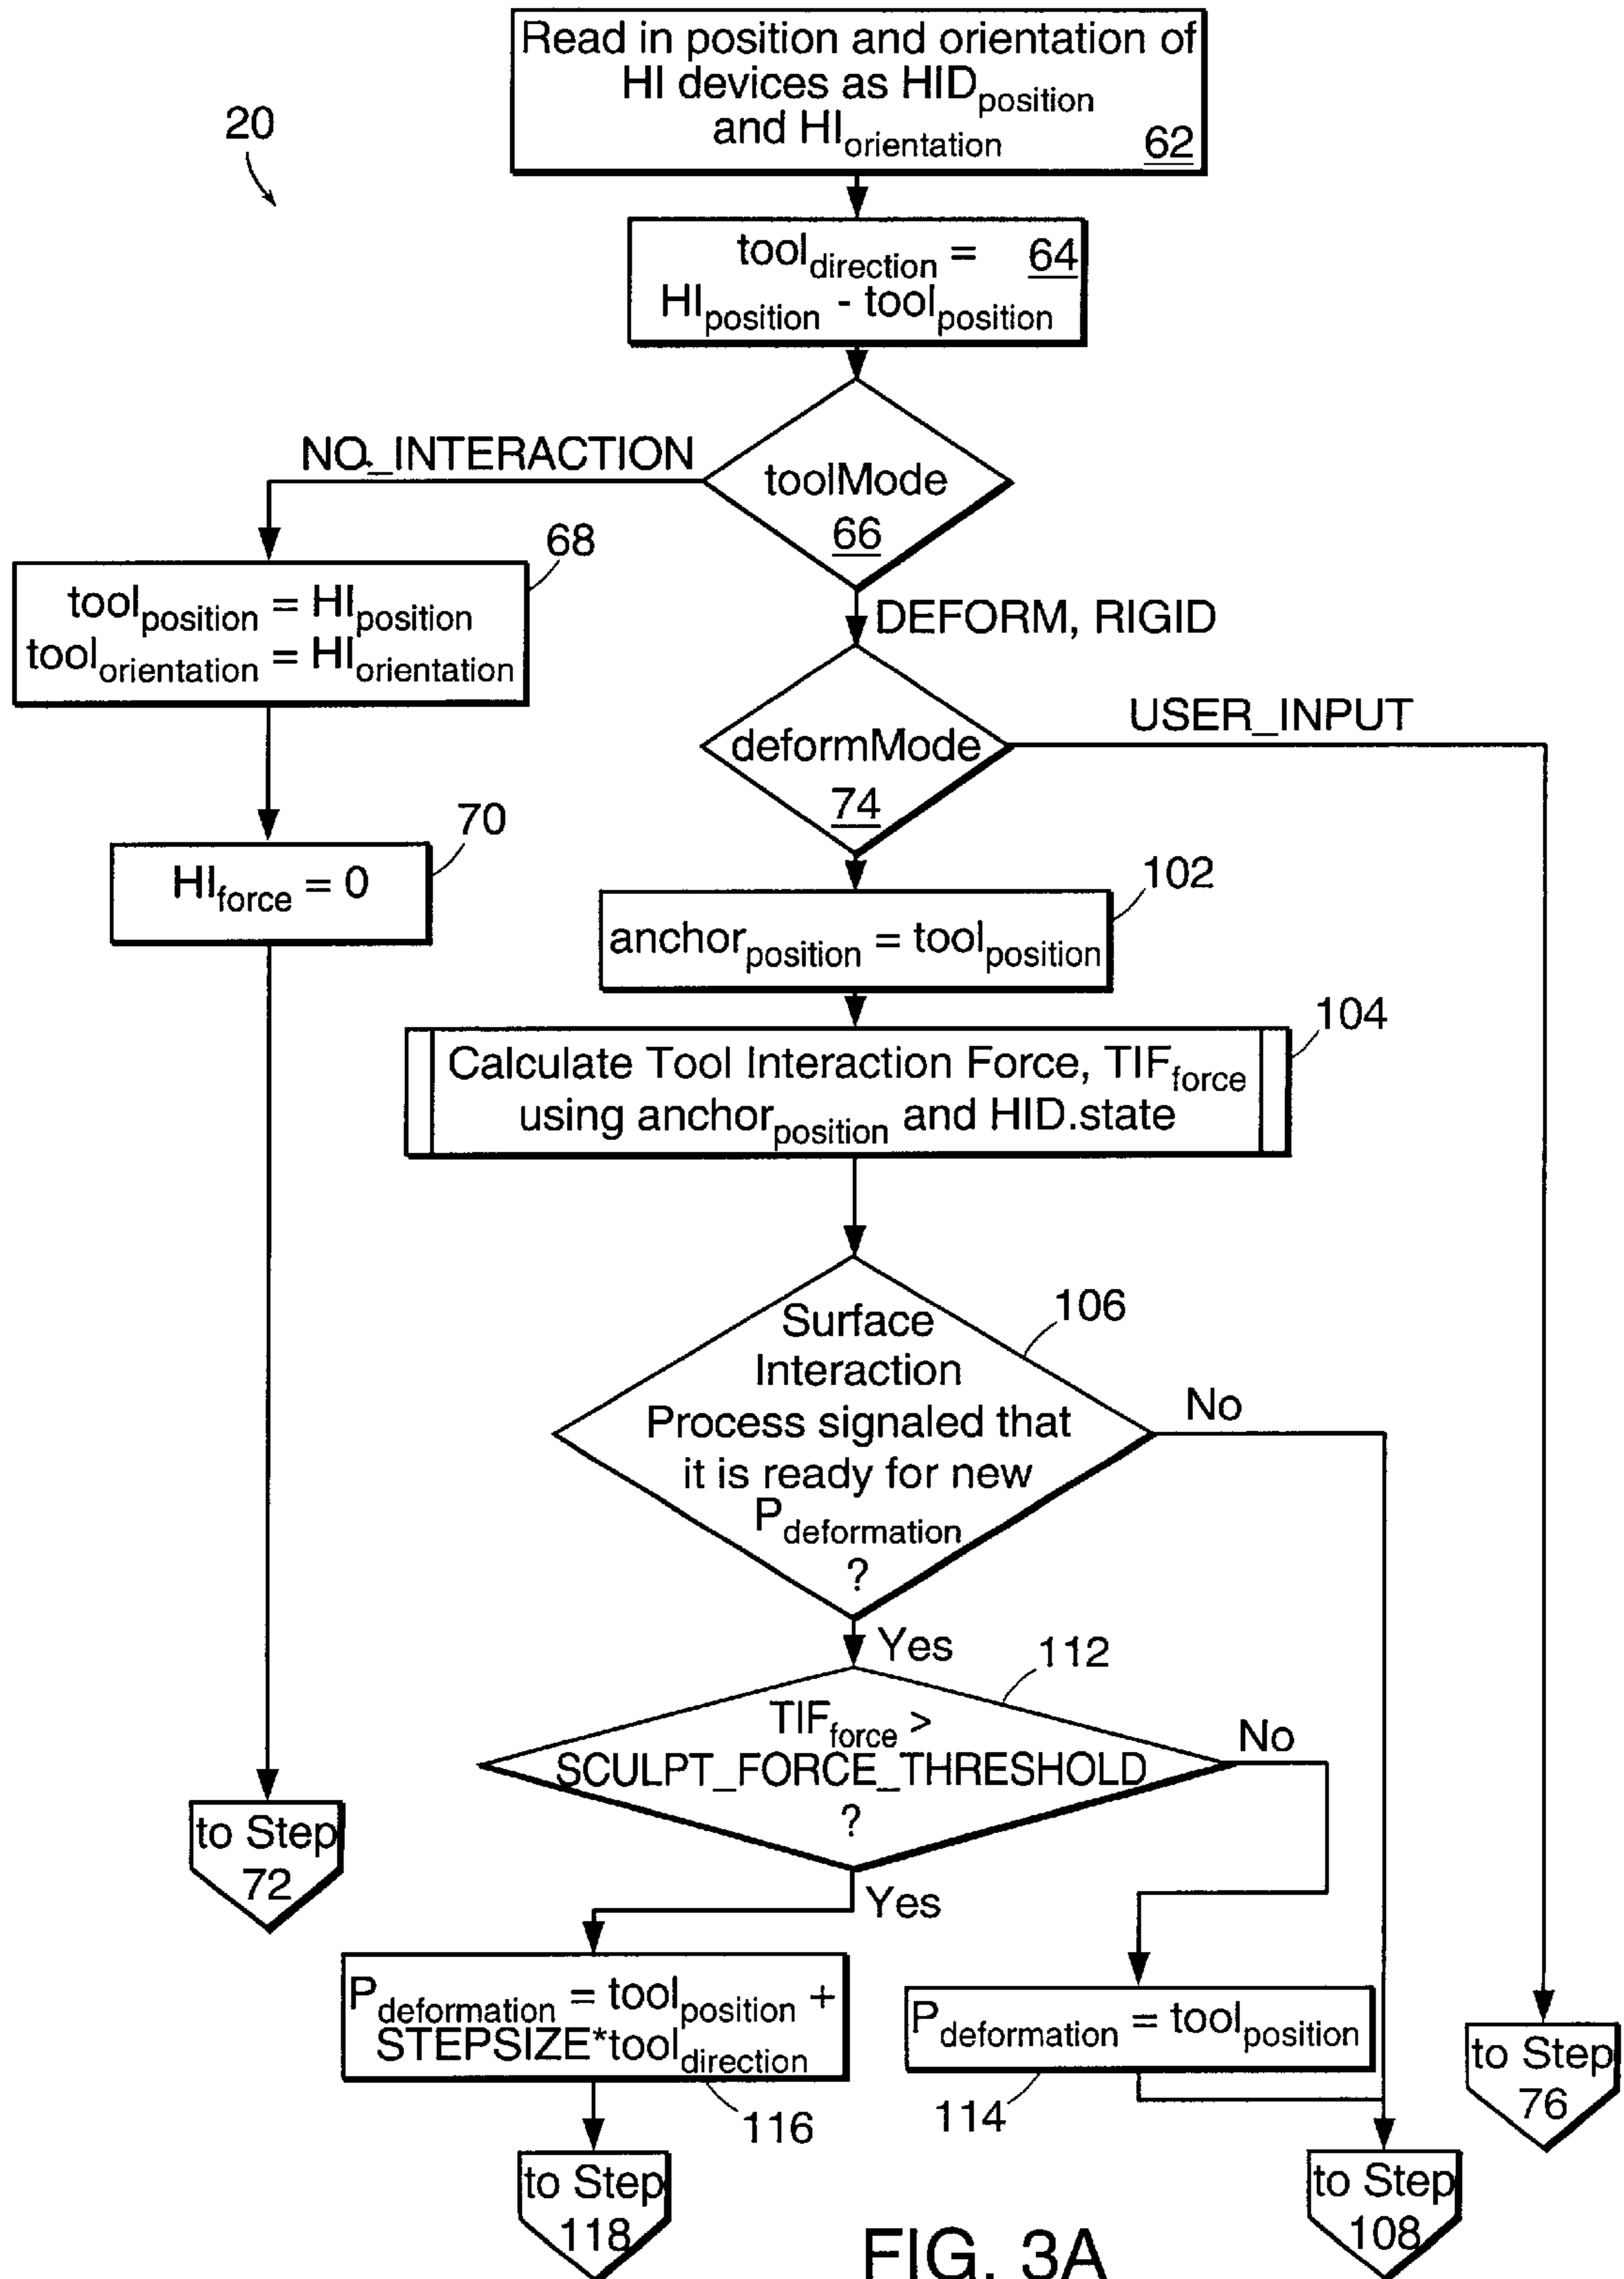 Read in position and orientation of
HI devices as HIDposition
and HIorientation
62
20
tooldirection =
64
HIposition - toolposition
NO_INTERACTION
toolMode
66
68
toolposition = HIposition
toolorientation = HIorientation
DEFORM, RIGID
USER_INPUT
deformMode
74
70
HIforce = 0
102
anchorposition = toolposition
104
Calculate Tool Interaction Force, TIFforce
using anchorposition and HID.state
106
Surface
Interaction
Process signaled that
it is ready for new
Pdeformation
?
No
Yes
112
TIFforce >
SCULPT_FORCE_THRESHOLD
?
No
Yes
to Step
72
Pdeformation = toolposition +
STEPSIZE*tooldirection
116
Pdeformation = toolposition
114
to Step
76
to Step
118
to Step
108
FIG. 3A